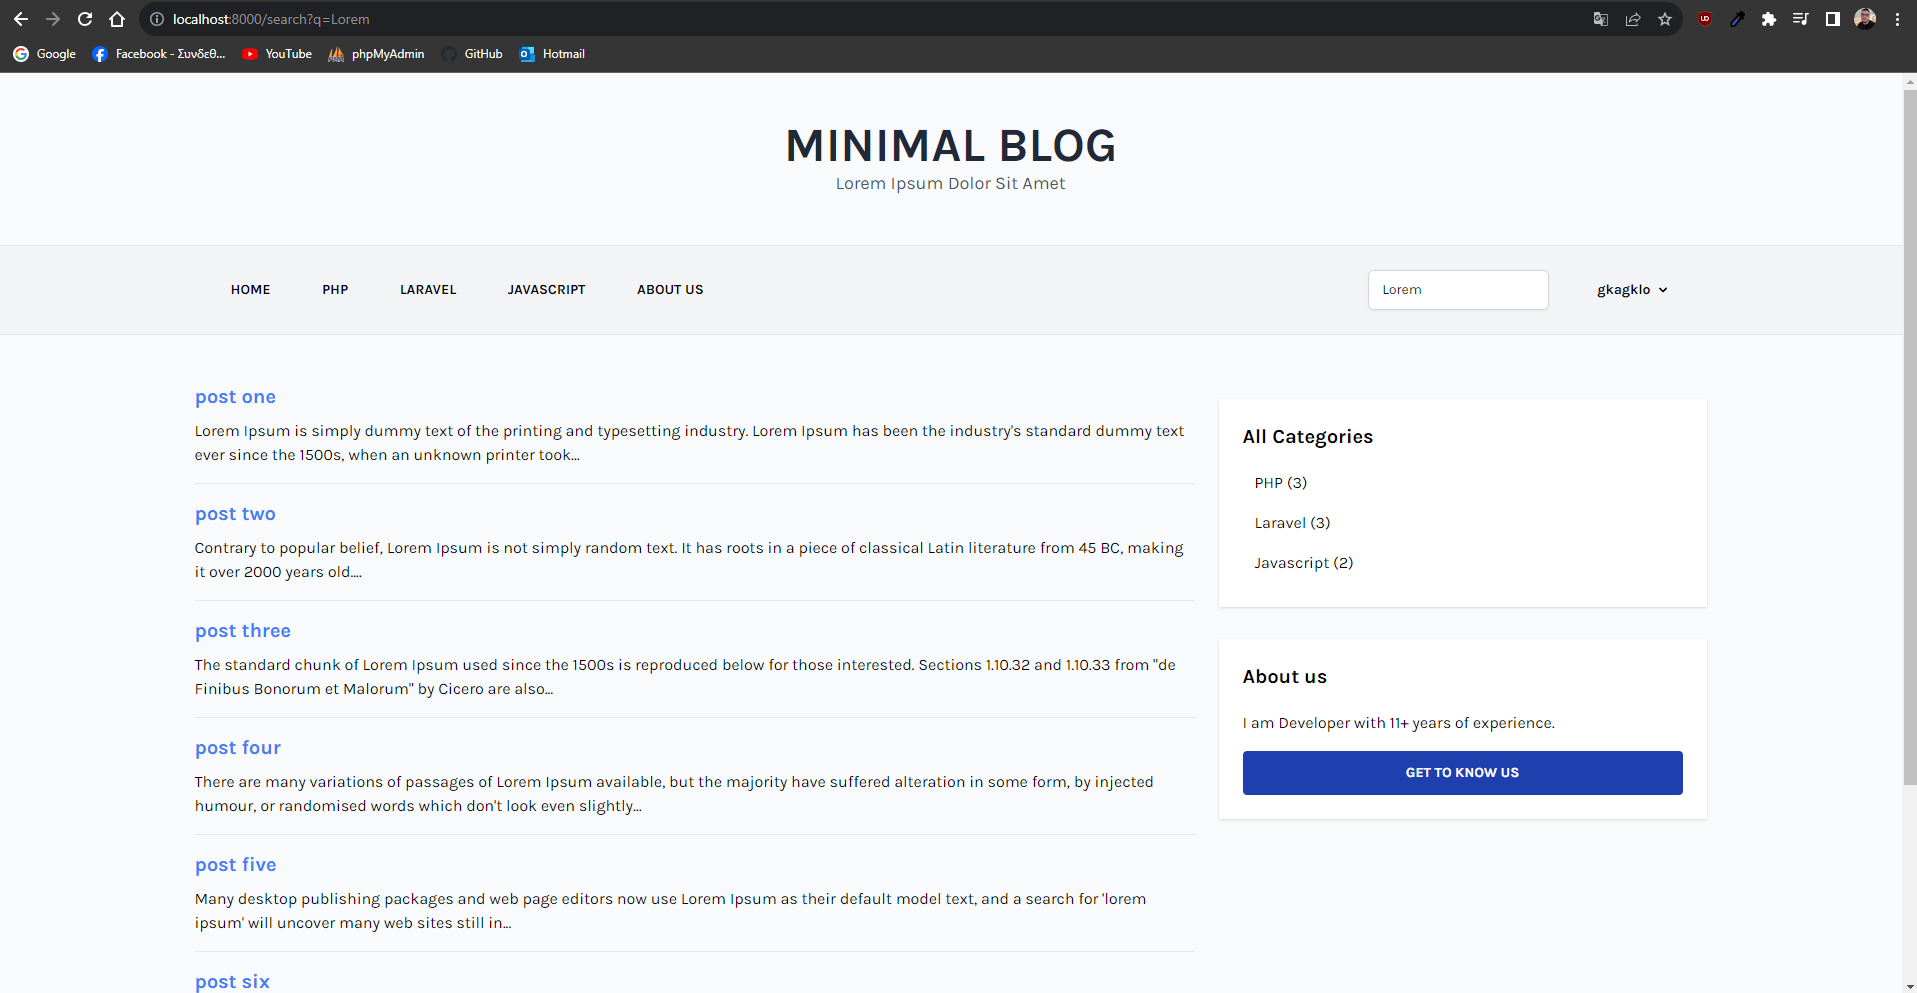 localhost:8000/search?q=Lorem
Google Facebook - Συνδεθ... YouTube phpMyAdmin GitHub Hotmail
MINIMAL BLOG
Lorem Ipsum Dolor Sit Amet
HOME PHP LARAVEL JAVASCRIPT ABOUT US Lorem gkagklo
post one
Lorem Ipsum is simply dummy text of the printing and typesetting industry. Lorem Ipsum has been the industry's standard dummy text
ever since the 1500s, when an unknown printer took...
post two
Contrary to popular belief, Lorem Ipsum is not simply random text. It has roots in a piece of classical Latin literature from 45 BC, making
it over 2000 years old....
post three
The standard chunk of Lorem Ipsum used since the 1500s is reproduced below for those interested. Sections 1.10.32 and 1.10.33 from "de
Finibus Bonorum et Malorum" by Cicero are also...
post four
There are many variations of passages of Lorem Ipsum available, but the majority have suffered alteration in some form, by injected
humour, or randomised words which don't look even slightly...
post five
Many desktop publishing packages and web page editors now use Lorem Ipsum as their default model text, and a search for 'lorem
ipsum' will uncover many web sites still in...
post six
All Categories
PHP (3)
Laravel (3)
Javascript (2)
About us
I am Developer with 11+ years of experience.
GET TO KNOW US